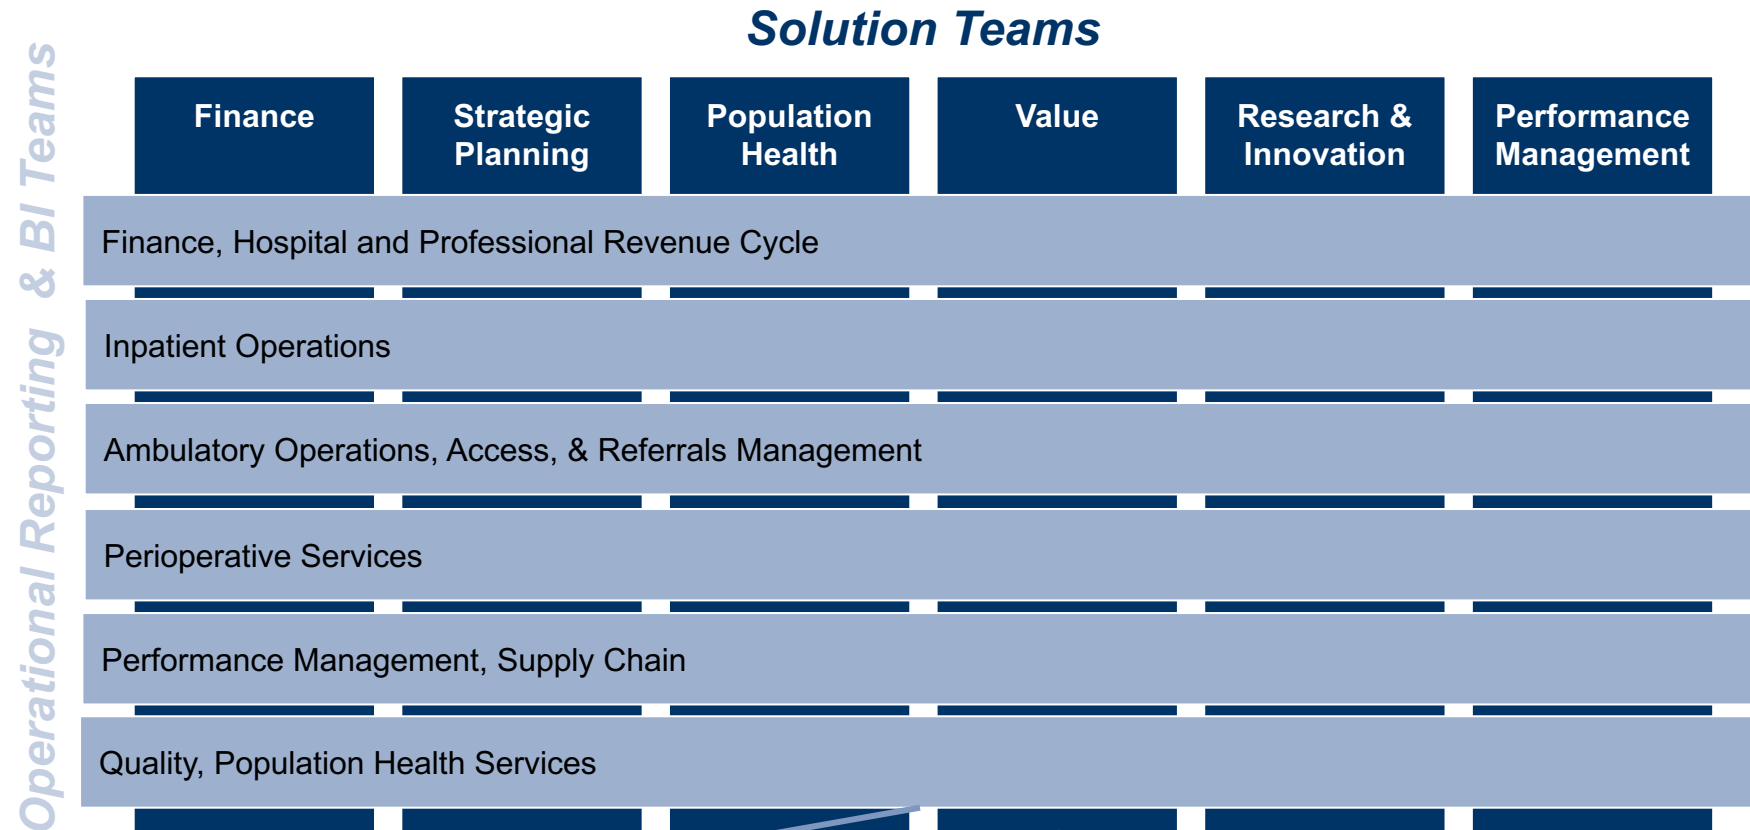 Solution Teams
Operational Reporting & BI Teams
Finance
Strategic
Planning
Population
Health
Value
Research &
Innovation
Performance
Management
Finance, Hospital and Professional Revenue Cycle
Inpatient Operations
Ambulatory Operations, Access, & Referrals Management
Perioperative Services
Performance Management, Supply Chain
Quality, Population Health Services